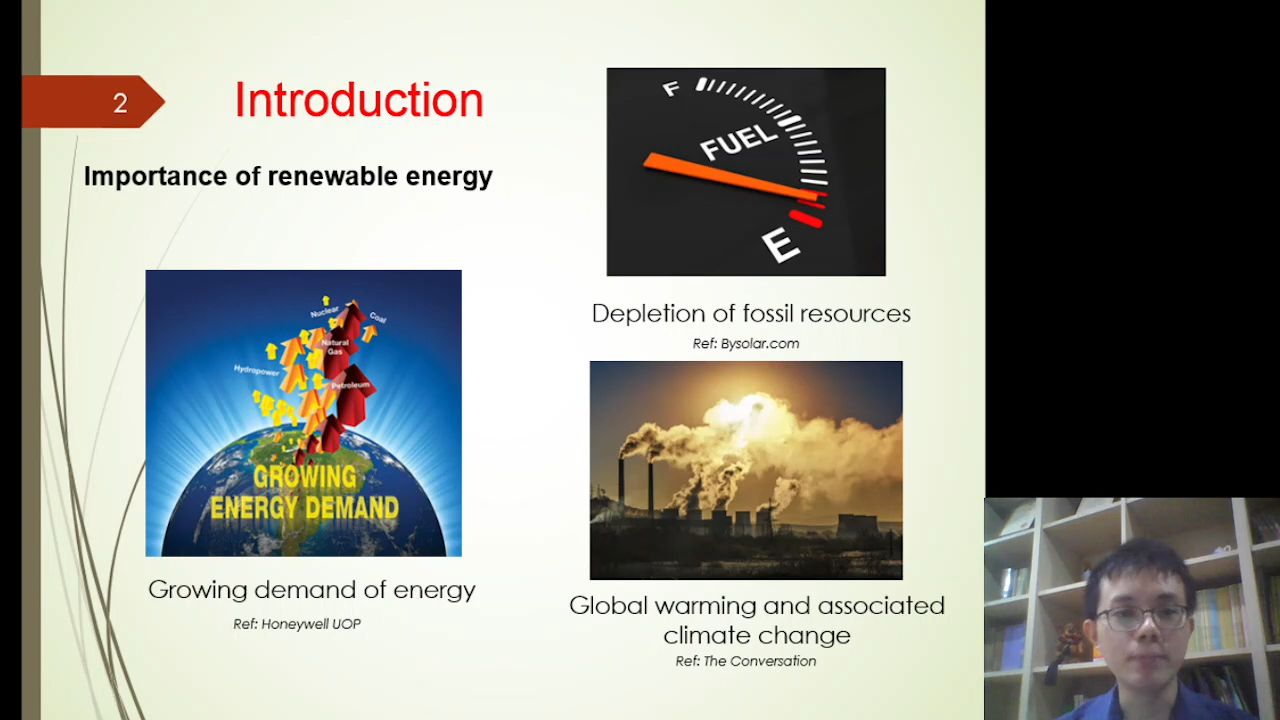 2
Introduction
Importance of renewable energy
F
FUEL
E
Depletion of fossil resources
Ref: Bysolar.com
Nuclear
Coal
Natural
Gas
Hydropower
Petroleum
GROWING
ENERGY DEMAND
Growing demand of energy
Ref: Honeywell UOP
Global warming and associated
climate change
Ref: The Conversation